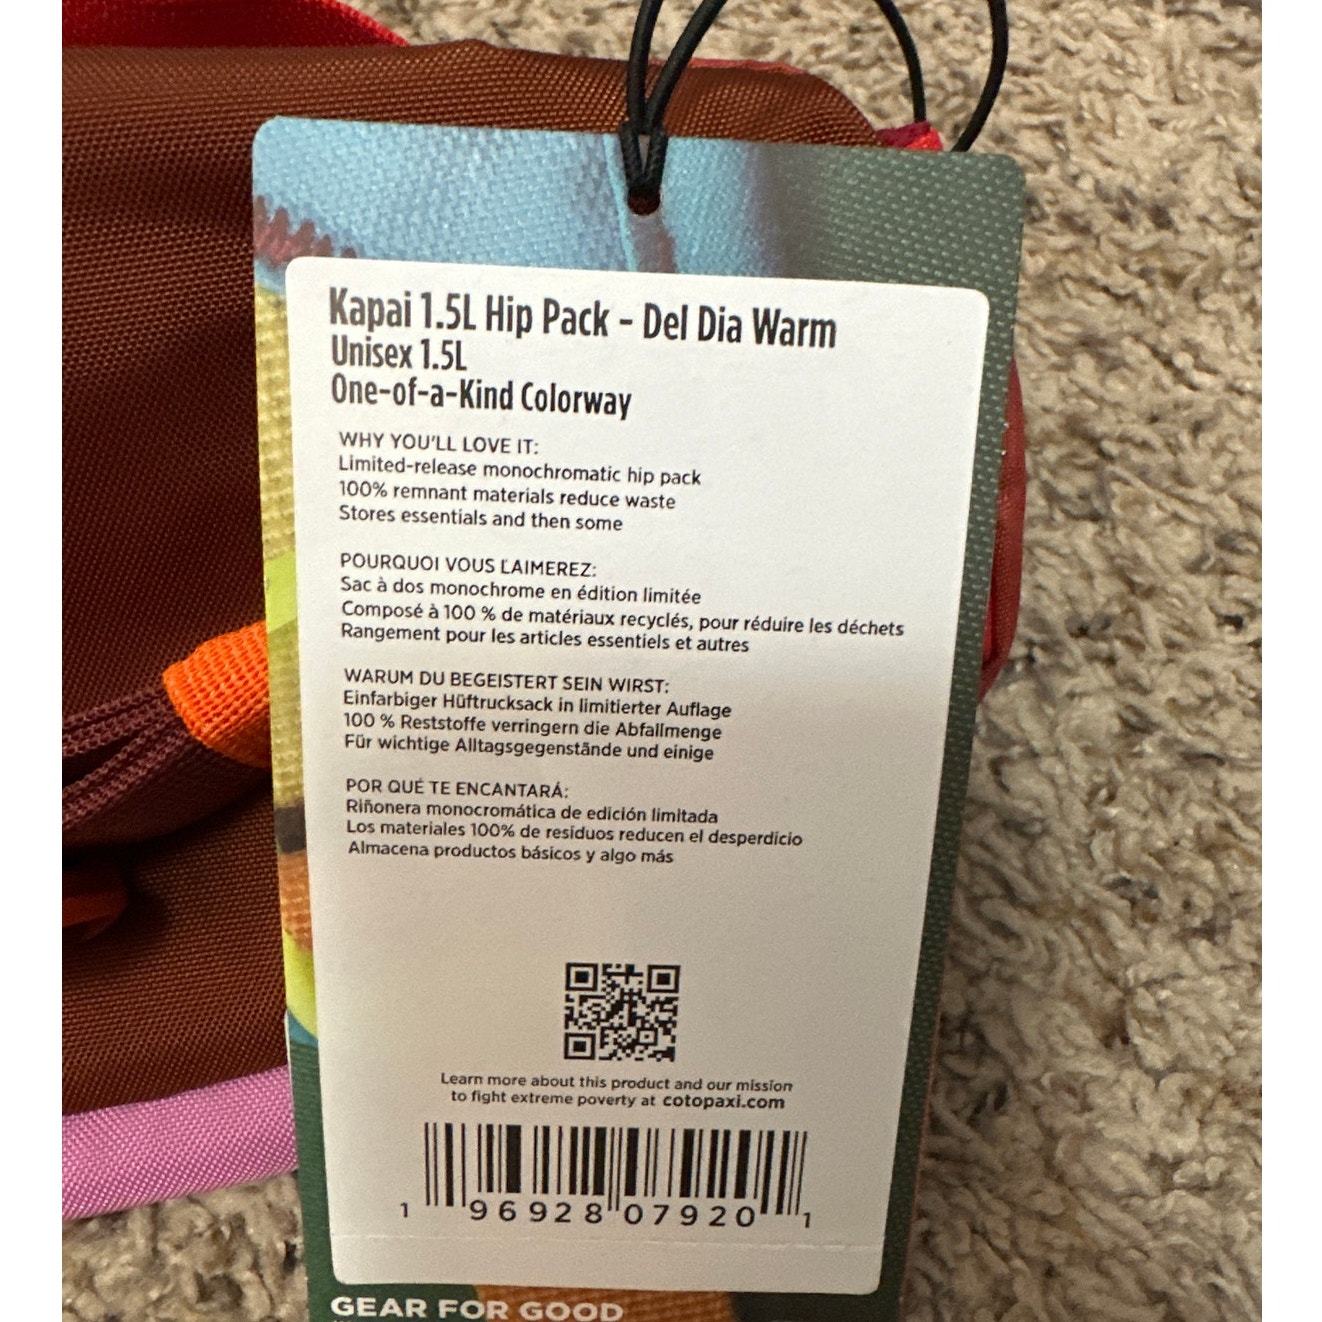 Kapai 1.5L Hip Pack – Del Dia Warm
Unisex 1.5L
One-of-a-Kind Colorway
WHY YOU'LL LOVE IT:
Limited-release monochromatic hip pack
100% remnant materials reduce waste
Stores essentials and then some
POURQUOI VOUS L'AIMEREZ:
Sac à dos monochrome en édition limitée
Composé à 100 % de matériaux recyclés, pour réduire les déchets
Rangement pour les articles essentiels et autres
WARUM DU BEGEISTERT SEIN WIRST:
Einfarbiger Hüftrucksack in limitierter Auflage
100 % Reststoffe verringern die Abfallmenge
Für wichtige Alltagsgegenstände und einige
POR QUÉ TE ENCANTARÁ:
Riñonera monocromática de edición limitada
Los materiales 100% de residuos reducen el desperdicio
Almacena productos básicos y algo más
Learn more about this product and our mission
to fight extreme poverty at cotopaxi.com
1 96928 07920 1
GEAR FOR GOOD